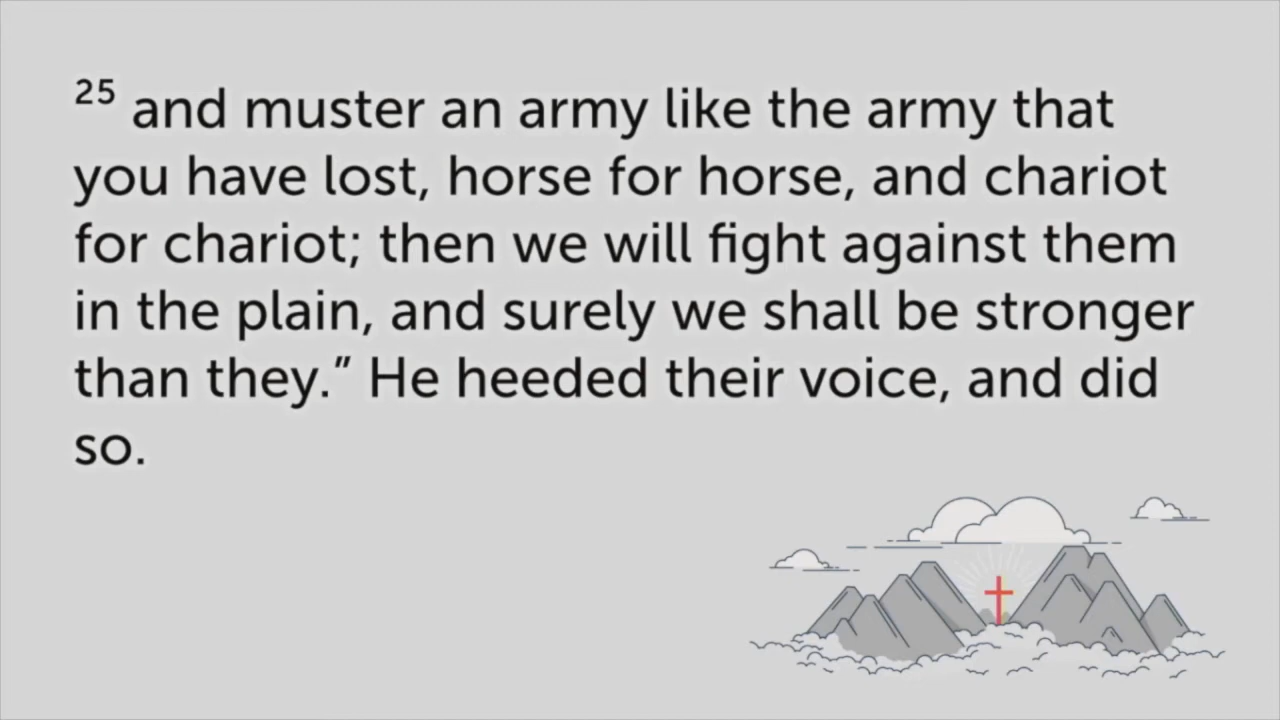 25 and muster an army like the army that
you have lost, horse for horse, and chariot
for chariot; then we will fight against them
in the plain, and surely we shall be stronger
than they.” He heeded their voice, and did
so.